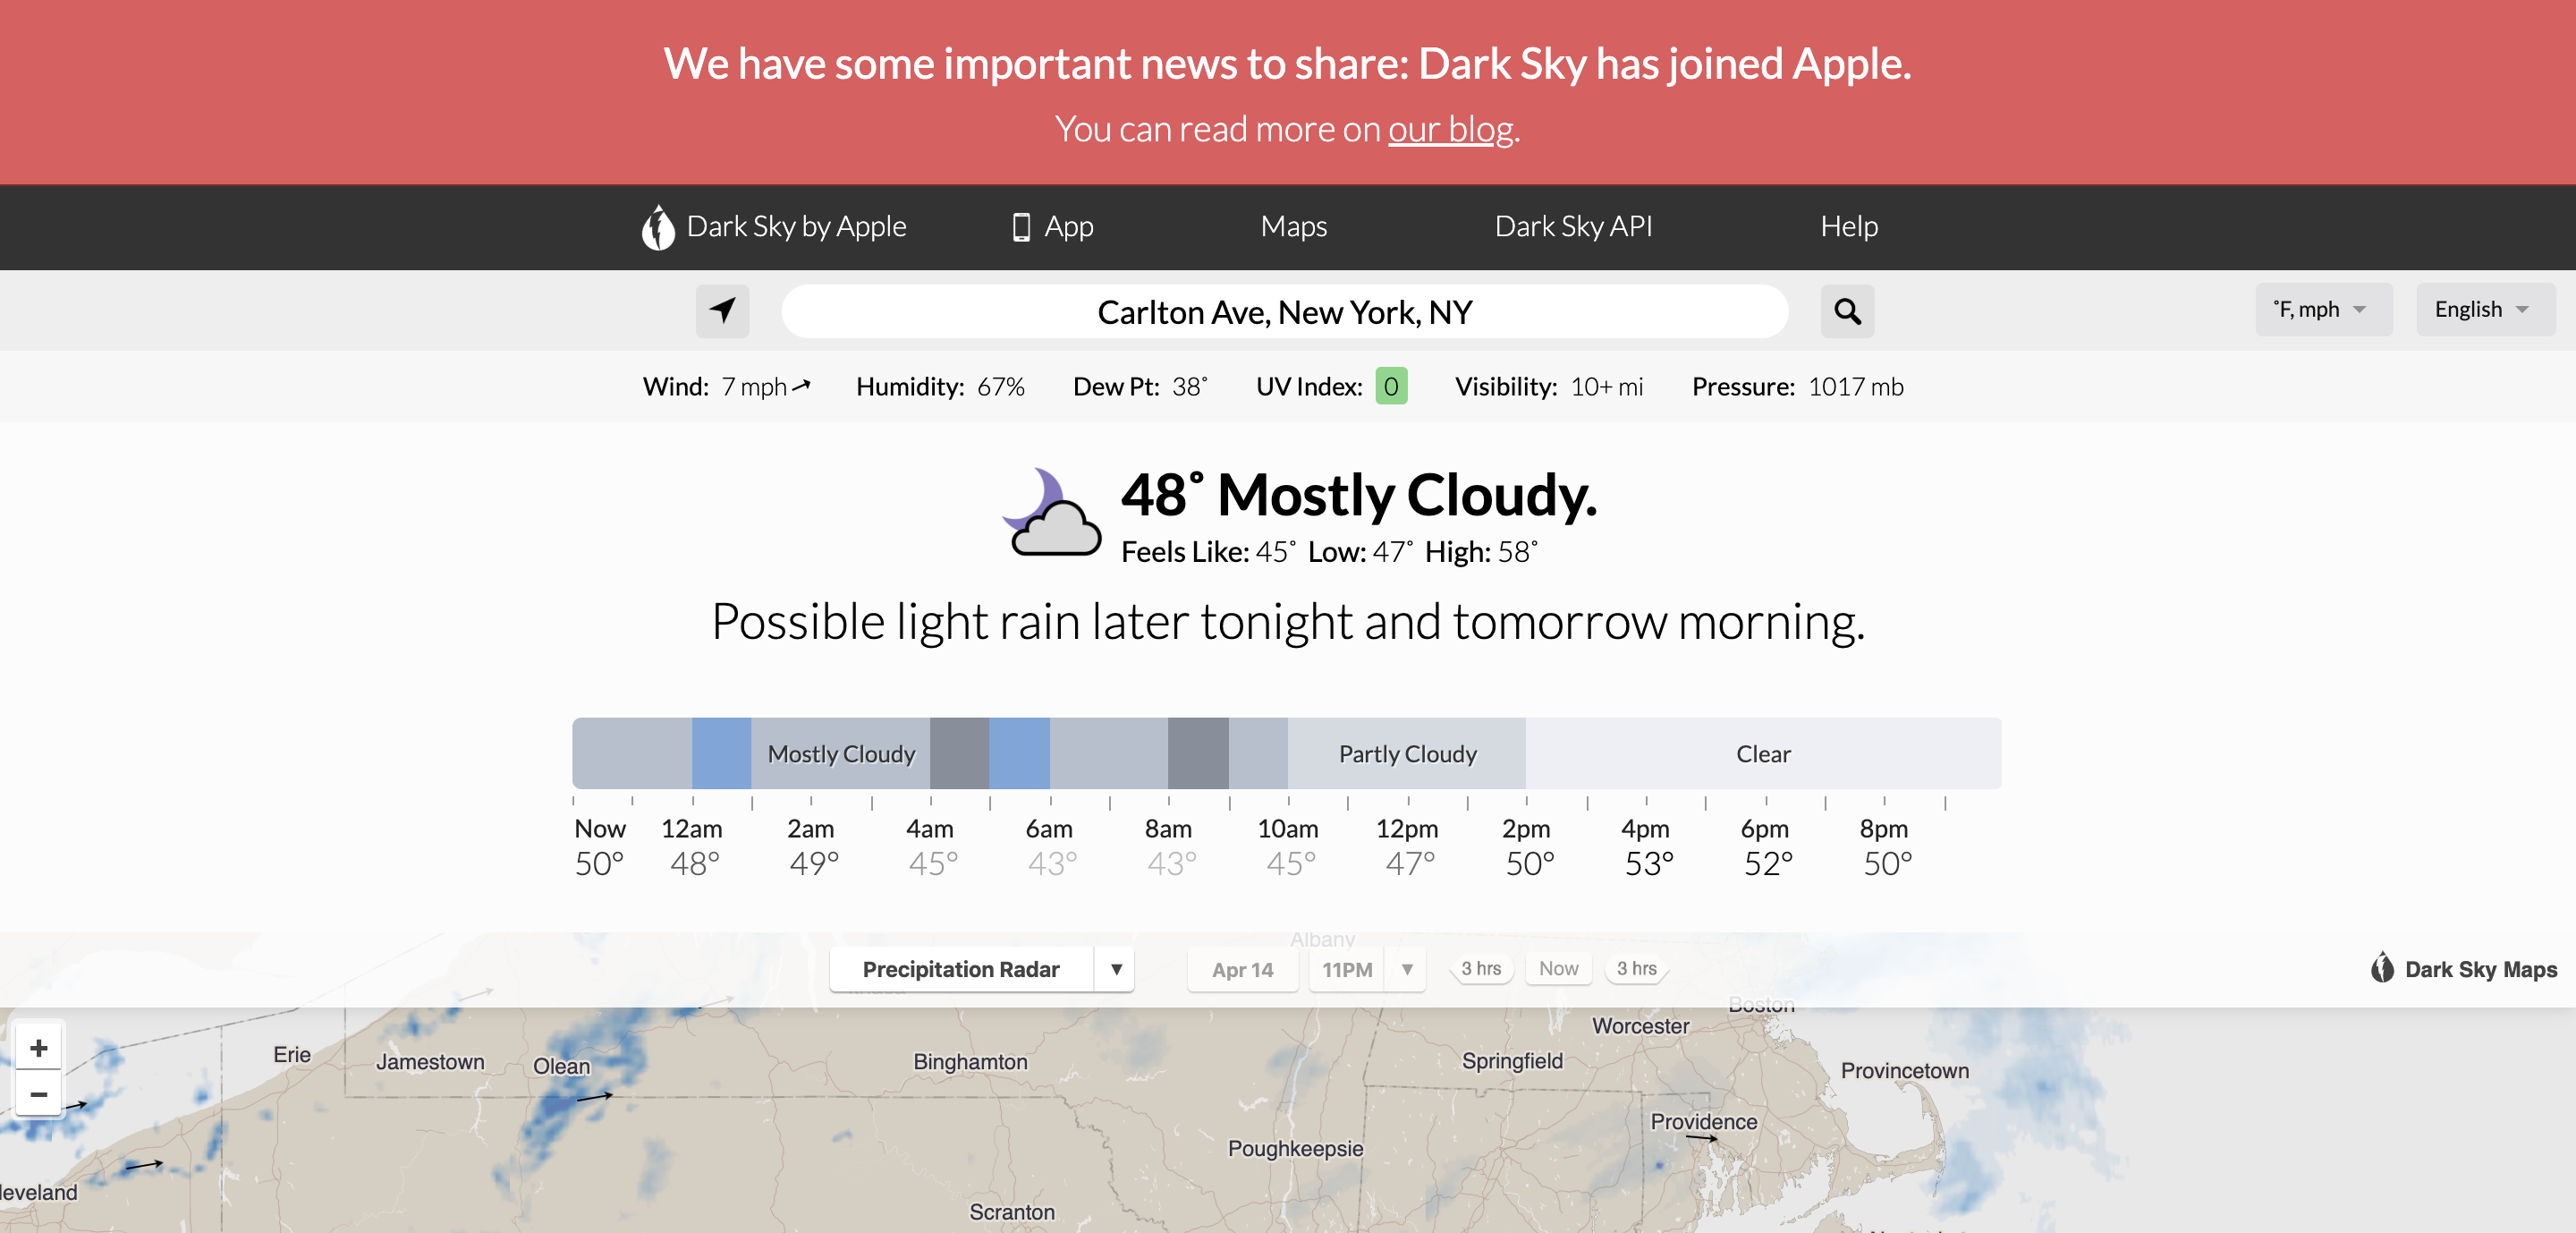 We have some important news to share: Dark Sky has joined Apple.
You can read more on our blog.
Dark Sky by Apple App Maps Dark Sky API Help
Carlton Ave, New York, NY
˚F, mph English
Wind: 7 mph Humidity: 67% Dew Pt: 38˚ UV Index: 0 Visibility: 10+ mi Pressure: 1017 mb
48˚ Mostly Cloudy.
Feels Like: 45˚ Low: 47˚ High: 58˚
Possible light rain later tonight and tomorrow morning.
Mostly Cloudy Partly Cloudy Clear
Now 12am 2am 4am 6am 8am 10am 12pm 2pm 4pm 6pm 8pm
50° 48° 49° 45° 43° 43° 45° 47° 50° 53° 52° 50°
Albany
Precipitation Radar Apr 14 11PM 3 hrs Now 3 hrs Dark Sky Maps
Boston
Worcester
+
Erie Jamestown Olean Binghamton Springfield Provincetown
−
Providence
Poughkeepsie
leveland
Scranton